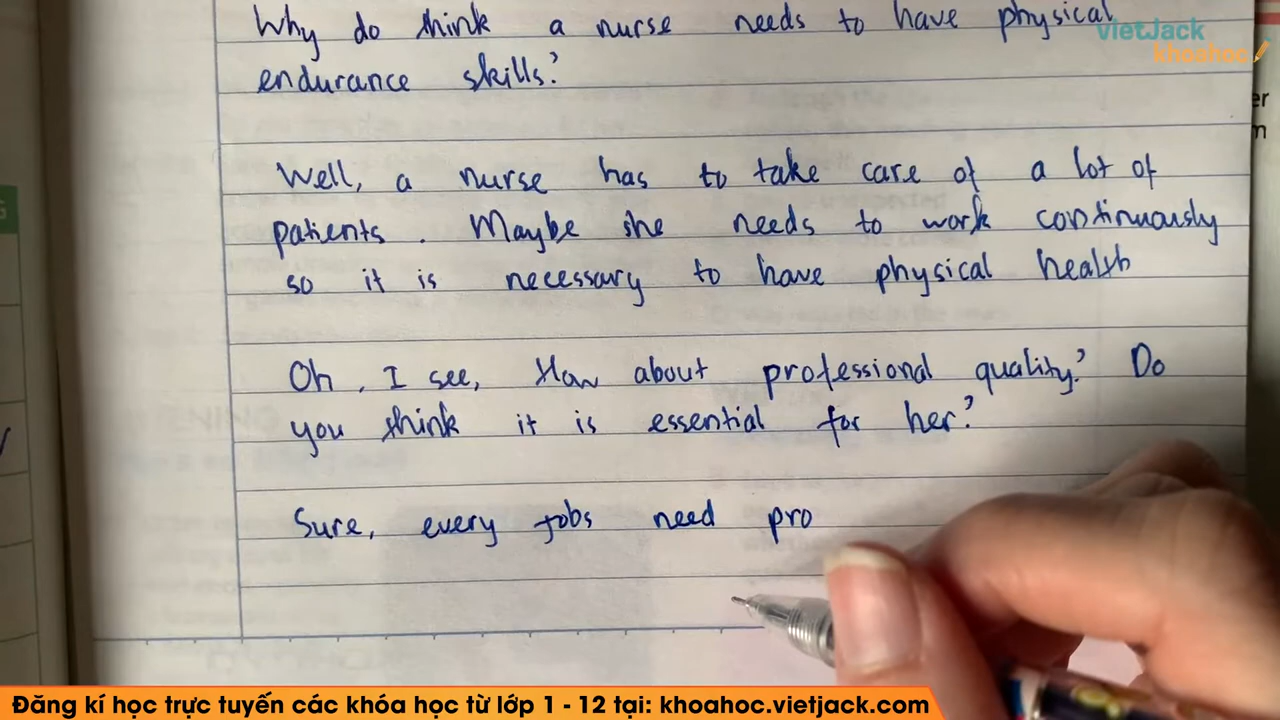 Why do think a nurse needs to have physical
vietJack
khoahoc
endurance skills?
er
m
Well, a nurse has to take care of a lot of
patients. Maybe she needs to work continuously
so it is necessary to have physical health
Oh, I see, How about professional quality? Do
you think it is essential for her?
Sure, every jobs need pro
Đăng kí học trực tuyến các khóa học từ lớp 1 - 12 tại: khoahoc.vietjack.com